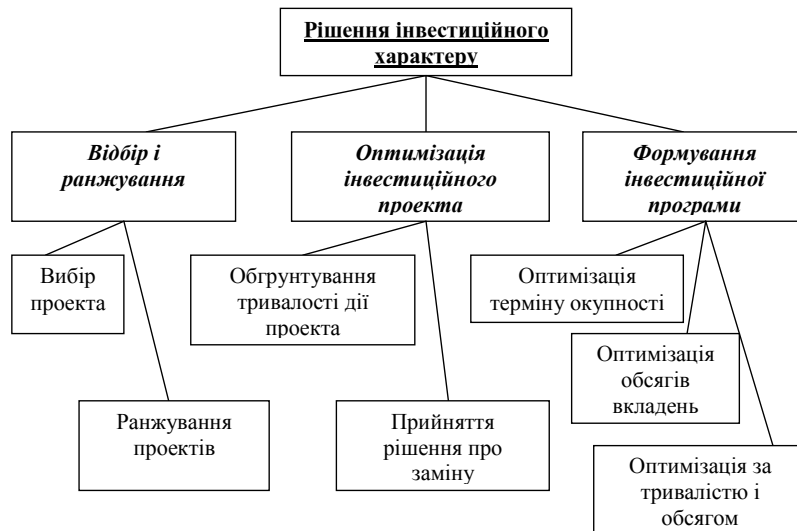 Рішення інвестиційного
характеру
Відбір і
ранжування
Оптимізація
інвестиційного
проекта
Формування
інвестиційної
програми
Вибір
проекта
Обгрунтування
тривалості дії
проекта
Оптимізація
терміну окупності
Оптимізація
обсягів
вкладень
Ранжування
проектів
Прийняття
рішення про
заміну
Оптимізація за
тривалістю і
обсягом